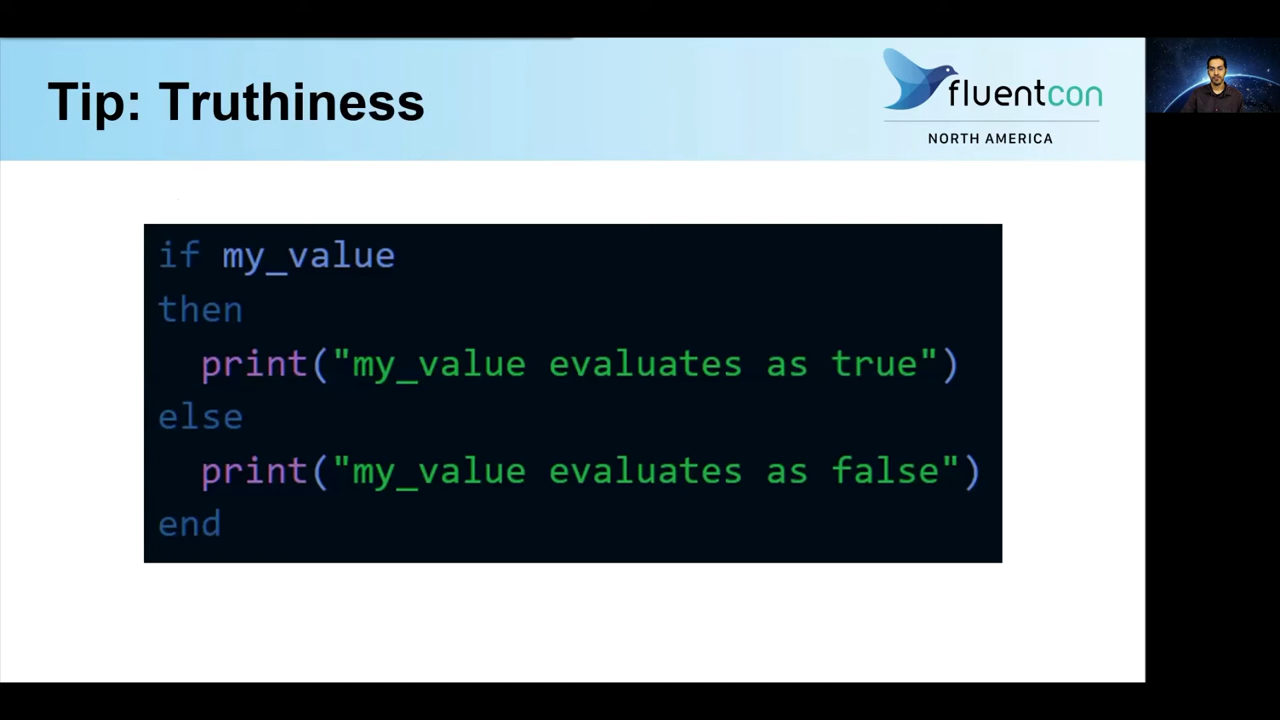 Tip: Truthiness
fluentcon
NORTH AMERICA
if my_value
then
print("my_value evaluates as true")
else
print("my_value evaluates as false")
end